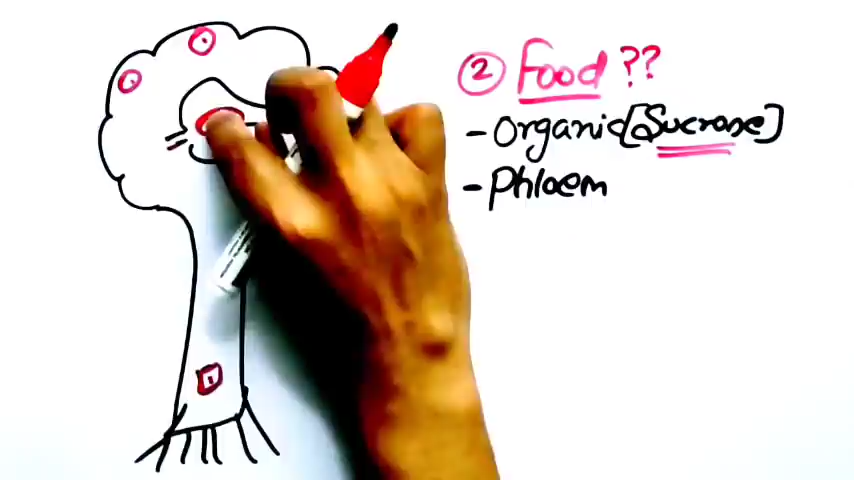 ② Food ??
- Organic [Sucrose]
- Phloem